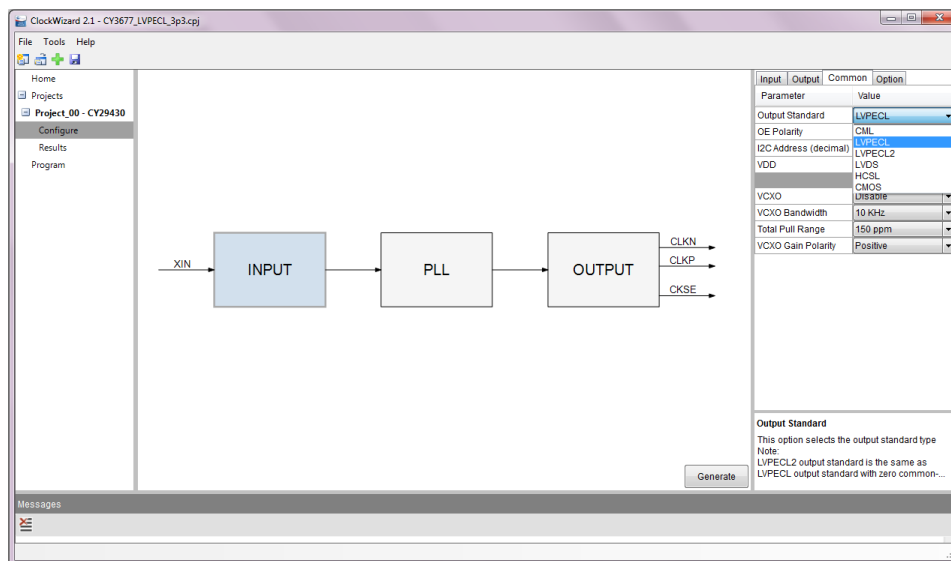 ClockWizard 2.1 - CY3677_LVPECL_3p3.cpj
File Tools Help
Home
Projects
Project_00 - CY29430
Configure
Results
Program
XIN
INPUT
PLL
OUTPUT
CLKN
CLKP
CKSE
Generate
Input Output Common Option
Parameter Value
Output Standard LVPECL
OE Polarity
I2C Address (decimal)
VDD
CML
LVPECL
LVPECL2
LVDS
HCSL
CMOS
VCXO Disable
VCXO Bandwidth 10 KHz
Total Pull Range 150 ppm
VCXO Gain Polarity Positive
Output Standard
This option selects the output standard type
Note:
LVPECL2 output standard is the same as
LVPECL output standard with zero common-...
Messages